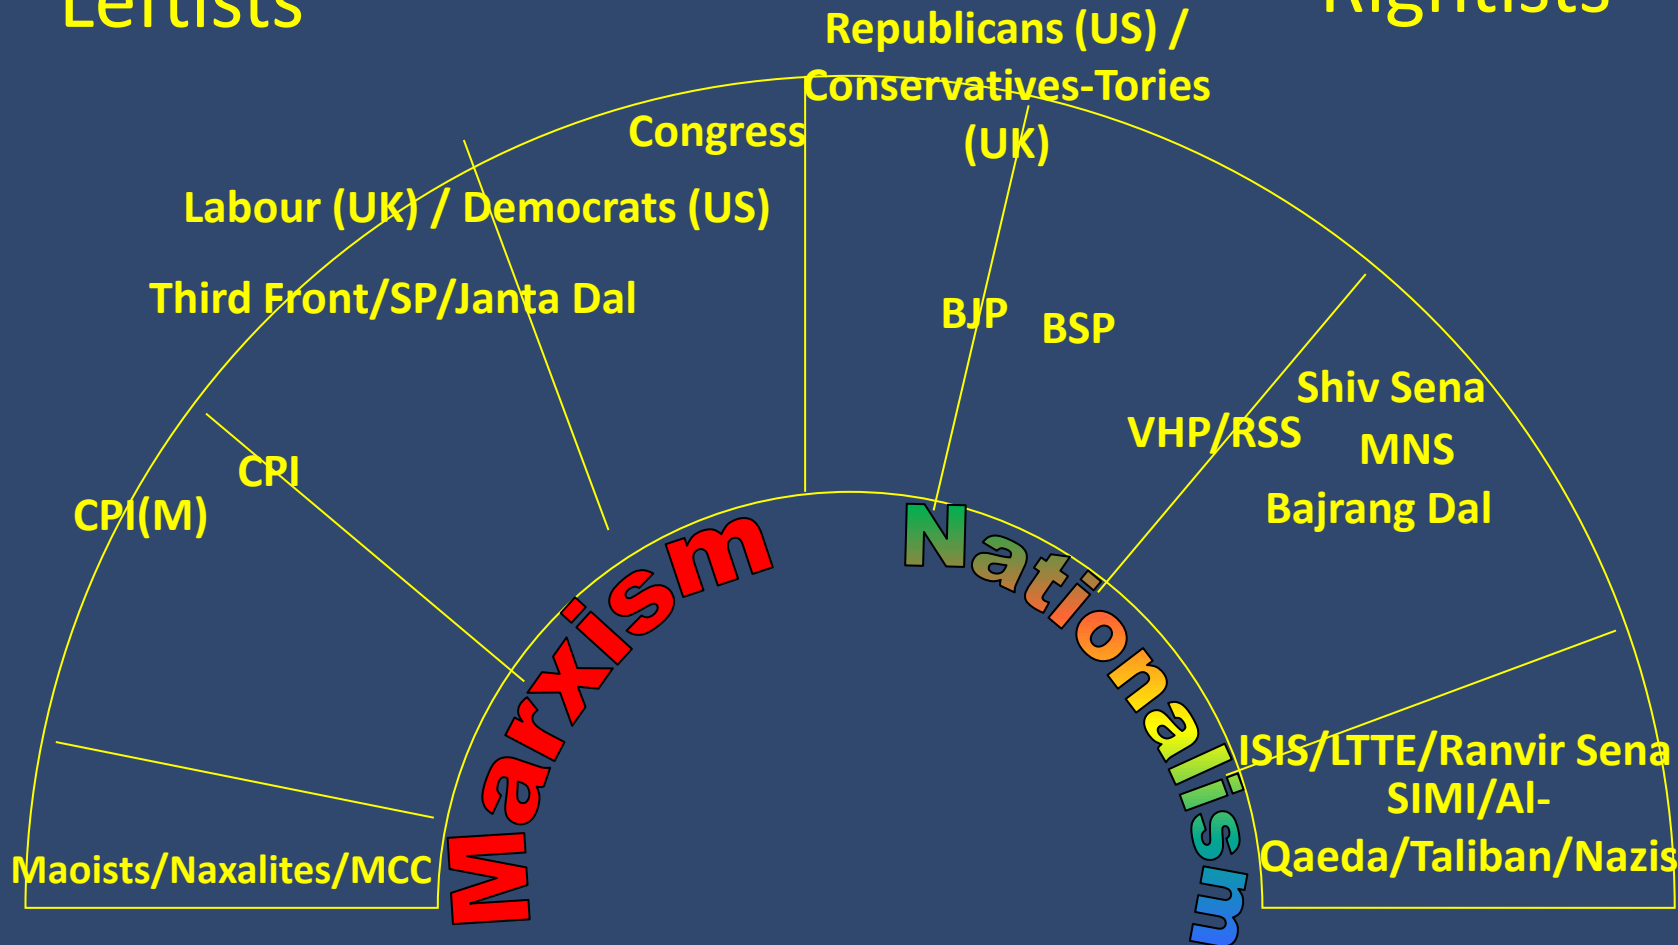 Leftists
Rightists
Republicans (US) /
Conservatives-Tories
(UK)
Congress
Labour (UK) / Democrats (US)
Third Front/SP/Janta Dal
BJP
BSP
Shiv Sena
VHP/RSS
MNS
CPI
Bajrang Dal
CPI(M)
Marxism
Nationalism
ISIS/LTTE/Ranvir Sena
SIMI/Al-
Qaeda/Taliban/Nazis
Maoists/Naxalites/MCC